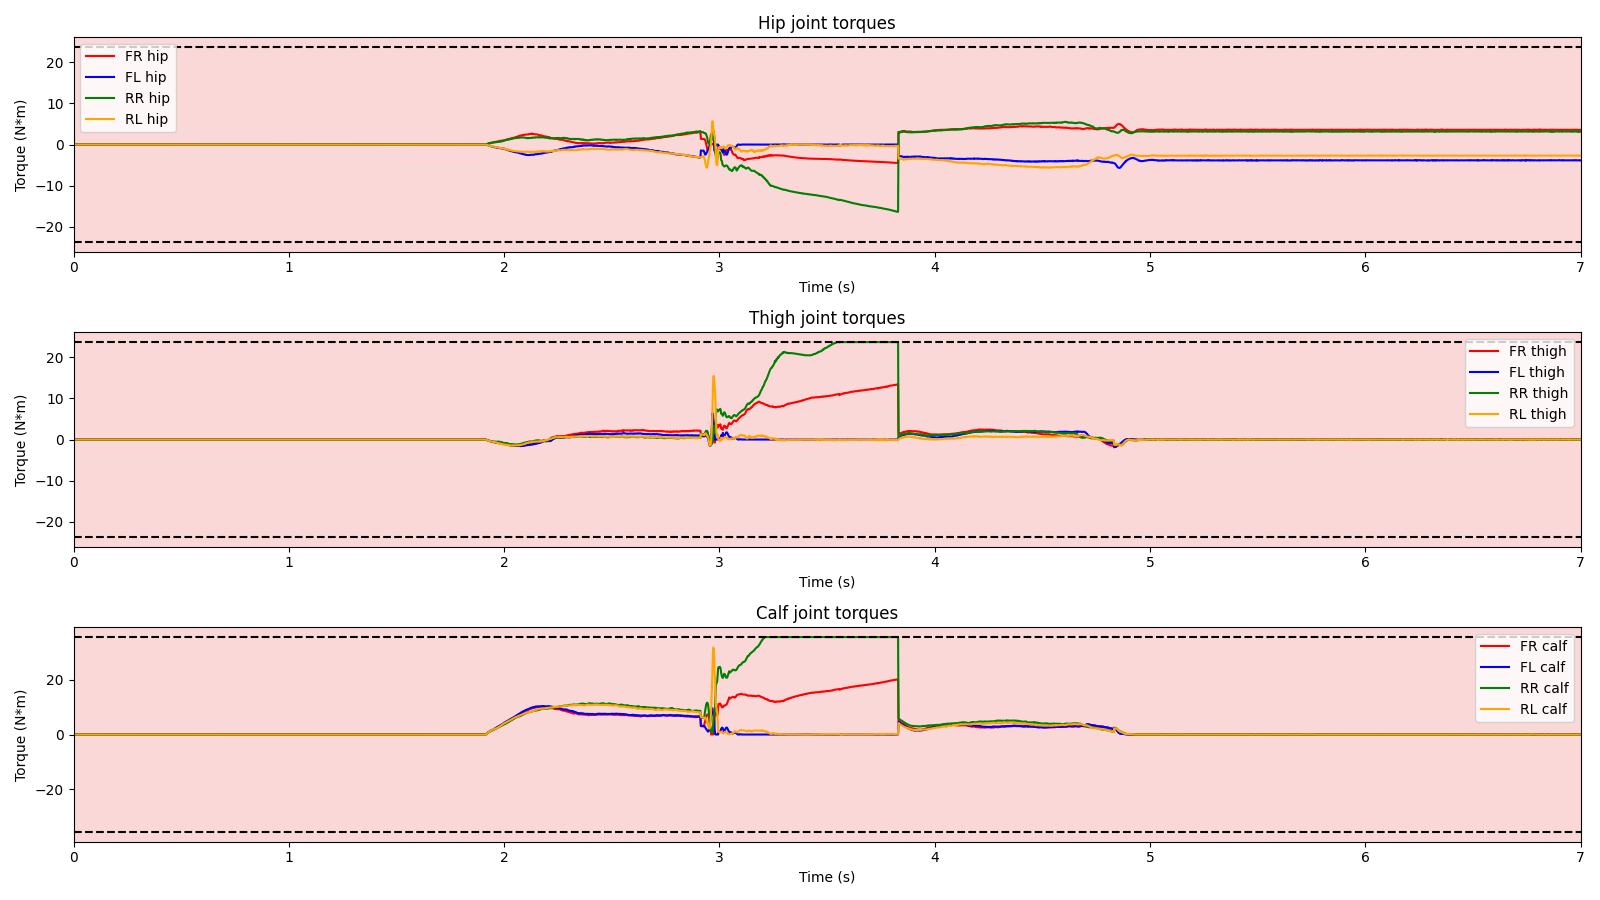 Hip joint torques
20
10
0
−10
−20
Torque (N*m)
FR hip
FL hip
RR hip
RL hip
0 1 2 3 4 5 6 7
Time (s)
Thigh joint torques
20
10
0
−10
−20
Torque (N*m)
FR thigh
FL thigh
RR thigh
RL thigh
0 1 2 3 4 5 6 7
Time (s)
Calf joint torques
20
0
−20
Torque (N*m)
FR calf
FL calf
RR calf
RL calf
0 1 2 3 4 5 6 7
Time (s)